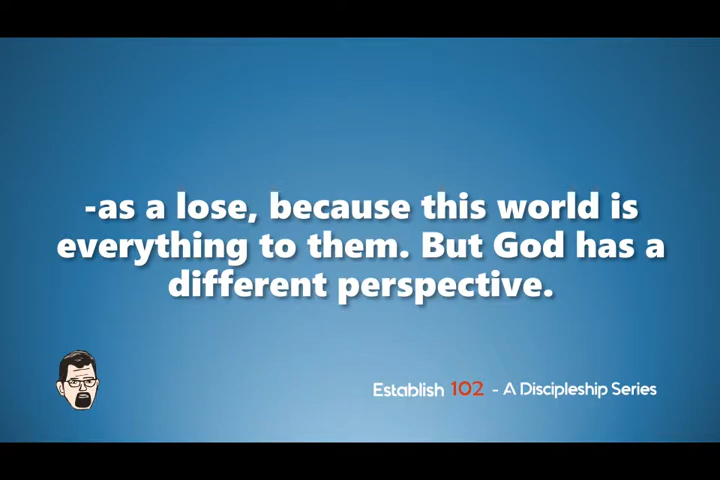 -as a lose, because this world is
everything to them. But God has a
different perspective.
Establish 102 - A Discipleship Series